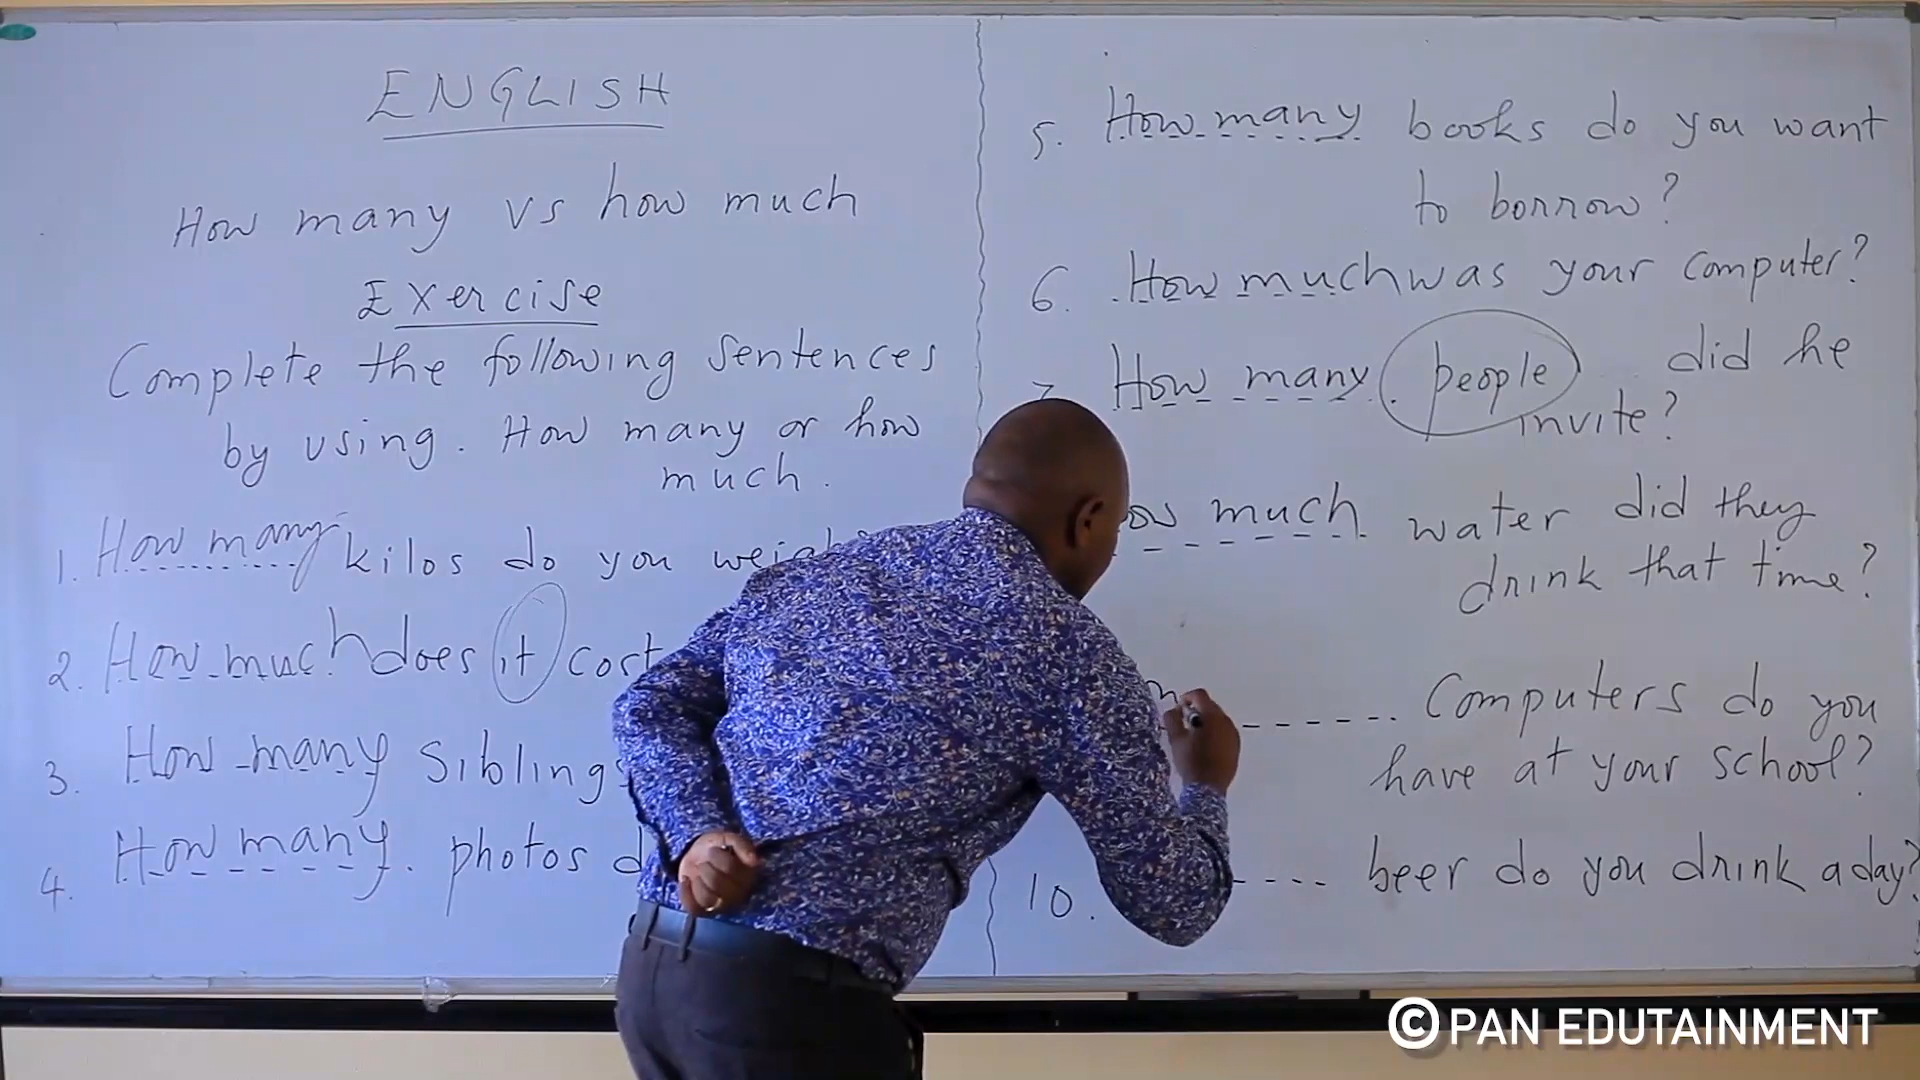 ENGLISH
How many vs how much
Exercise
Complete the following sentences
by using. How many or how
much.
1. How many kilos do you
2. How much does it cost
3. How many siblings
4. How many. photos
5. How many books do you want
to borrow?
6. How much was your computer?
7. How many people did he
invite?
much water did they
drink that time?
Computers do you
have at your school?
10. beer do you drink a day?
© PAN EDUTAINMENT